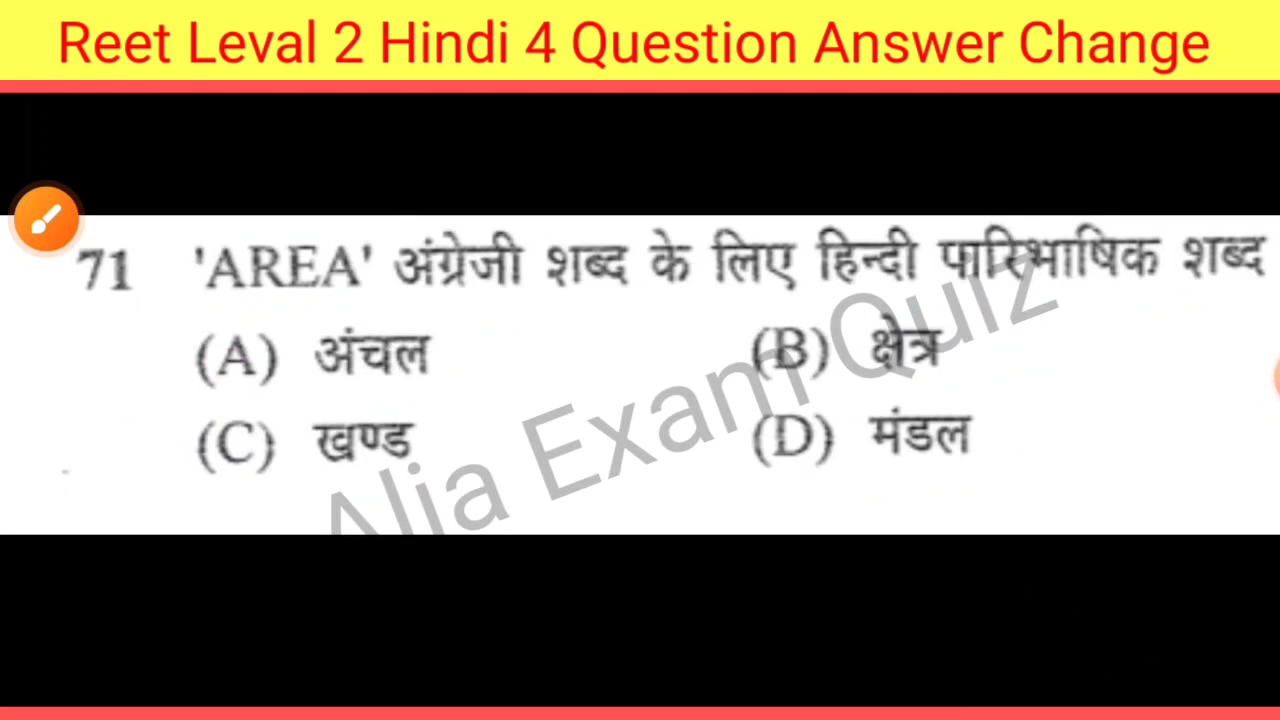 Reet Leval 2 Hindi 4 Question Answer Change
71 'AREA' अंग्रेजी शब्द के लिए हिन्दी पारिभाषिक शब्द
(A) अंचल (B) क्षेत्र
(C) खण्ड (D) मंडल
Alia Exam Quiz